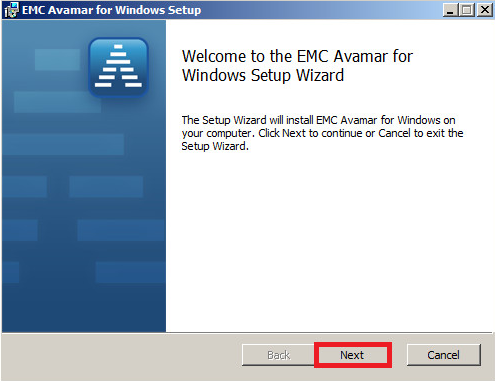 EMC Avamar for Windows Setup
Welcome to the EMC Avamar for
Windows Setup Wizard
The Setup Wizard will install EMC Avamar for Windows on
your computer. Click Next to continue or Cancel to exit the
Setup Wizard.
Back Next Cancel